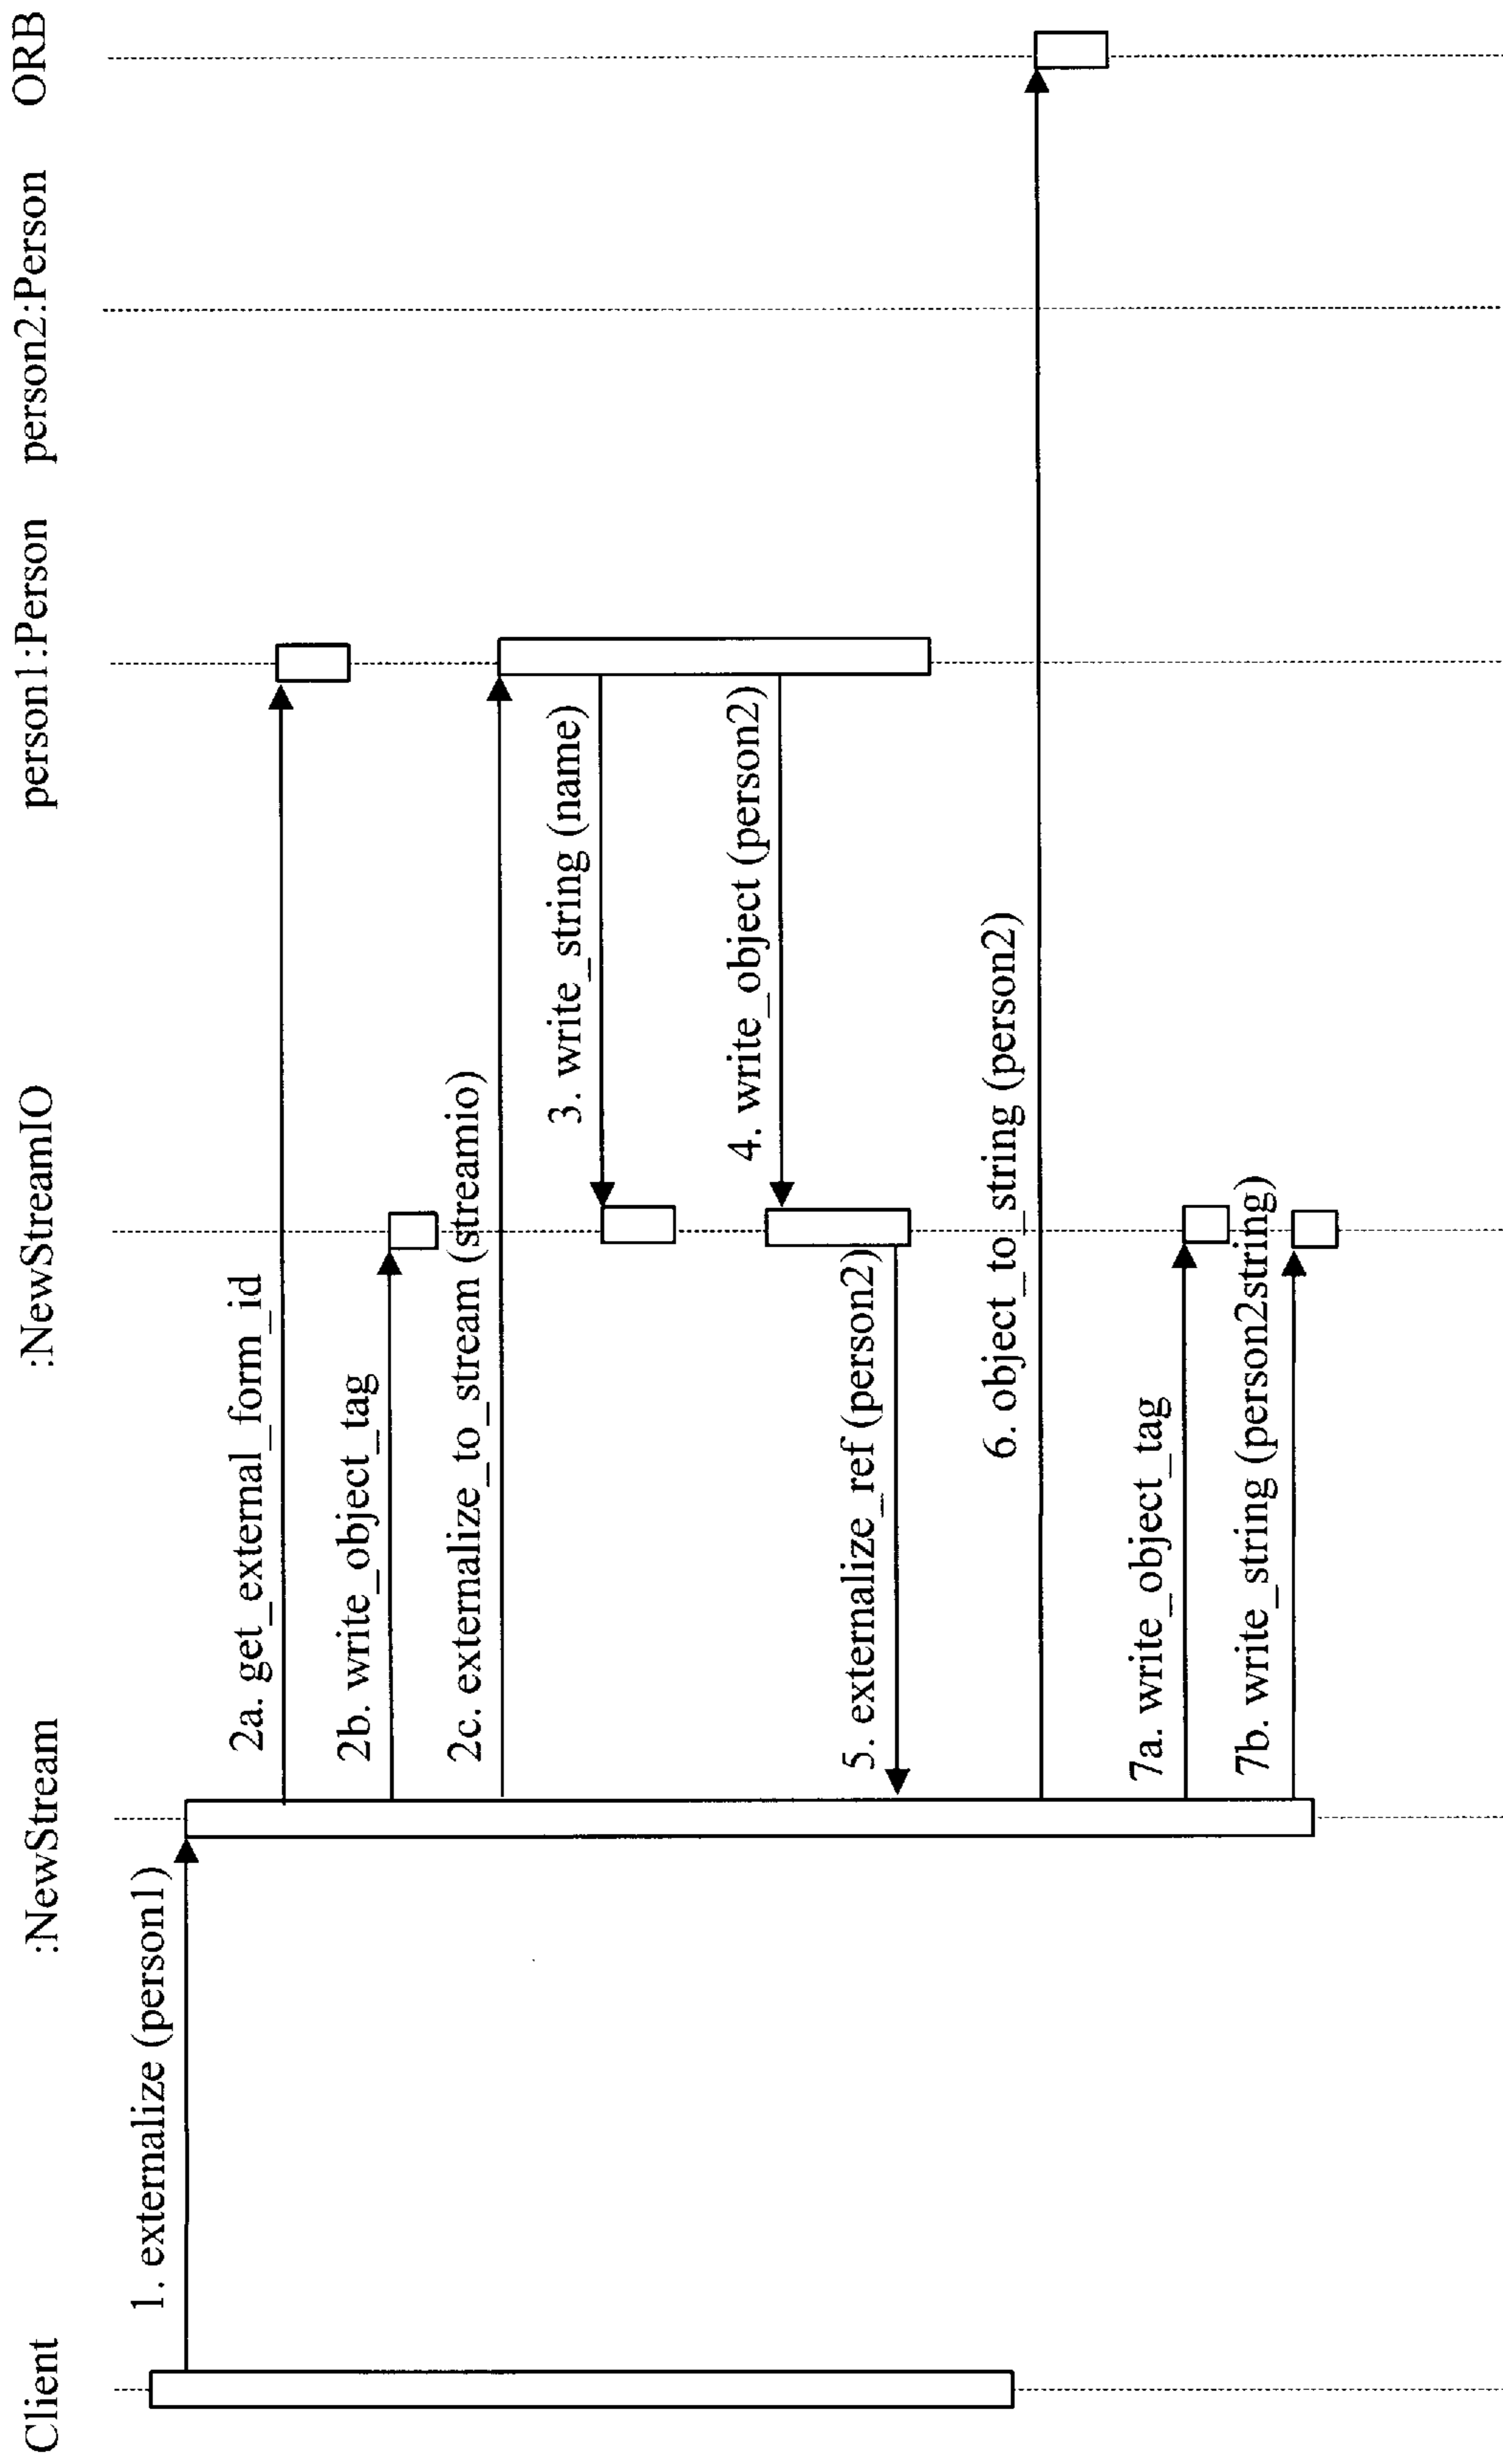 Client
:NewStream
:NewStreamIO
person1:Person
person2:Person
ORB
1. externalize (person1)
2a. get_external_form_id
2b. write_object_tag
2c. externalize_to_stream (streamio)
3. write_string (name)
4. write_object (person2)
5. externalize_ref (person2)
6. object_to_string (person2)
7a. write_object_tag
7b. write_string (person2string)